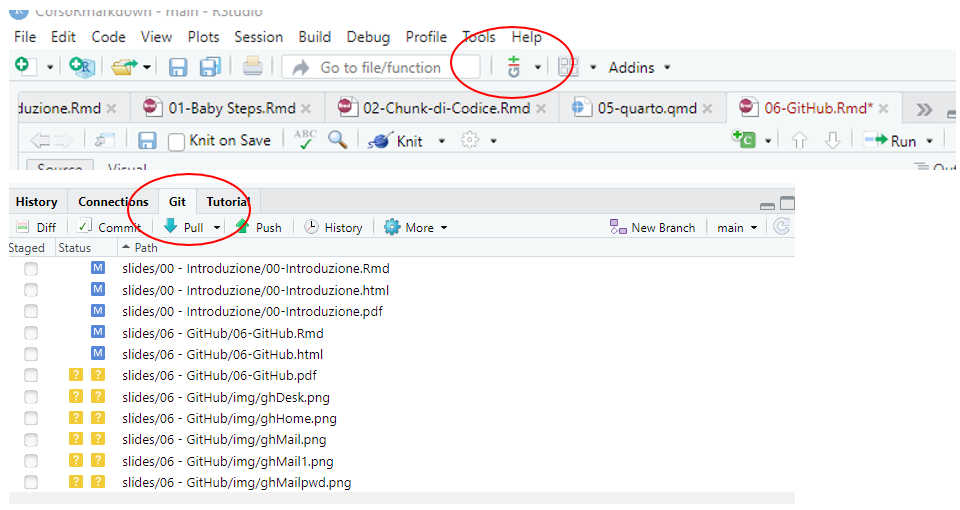 CorsoRmarkdown - main - RStudio
File Edit Code View Plots Session Build Debug Profile Tools Help
Go to file/function Git Addins
duzione.Rmd 01-Baby Steps.Rmd 02-Chunk-di-Codice.Rmd 05-quarto.qmd 06-GitHub.Rmd*
Knit on Save ABC Knit Run
Source Visual Ou
History Connections Git Tutorial
Diff Commit Pull Push History More New Branch main
Staged Status Path
M slides/00 - Introduzione/00-Introduzione.Rmd
M slides/00 - Introduzione/00-Introduzione.html
M slides/00 - Introduzione/00-Introduzione.pdf
M slides/06 - GitHub/06-GitHub.Rmd
M slides/06 - GitHub/06-GitHub.html
? ? slides/06 - GitHub/06-GitHub.pdf
? ? slides/06 - GitHub/img/ghDesk.png
? ? slides/06 - GitHub/img/ghHome.png
? ? slides/06 - GitHub/img/ghMail.png
? ? slides/06 - GitHub/img/ghMail1.png
? ? slides/06 - GitHub/img/ghMailpwd.png